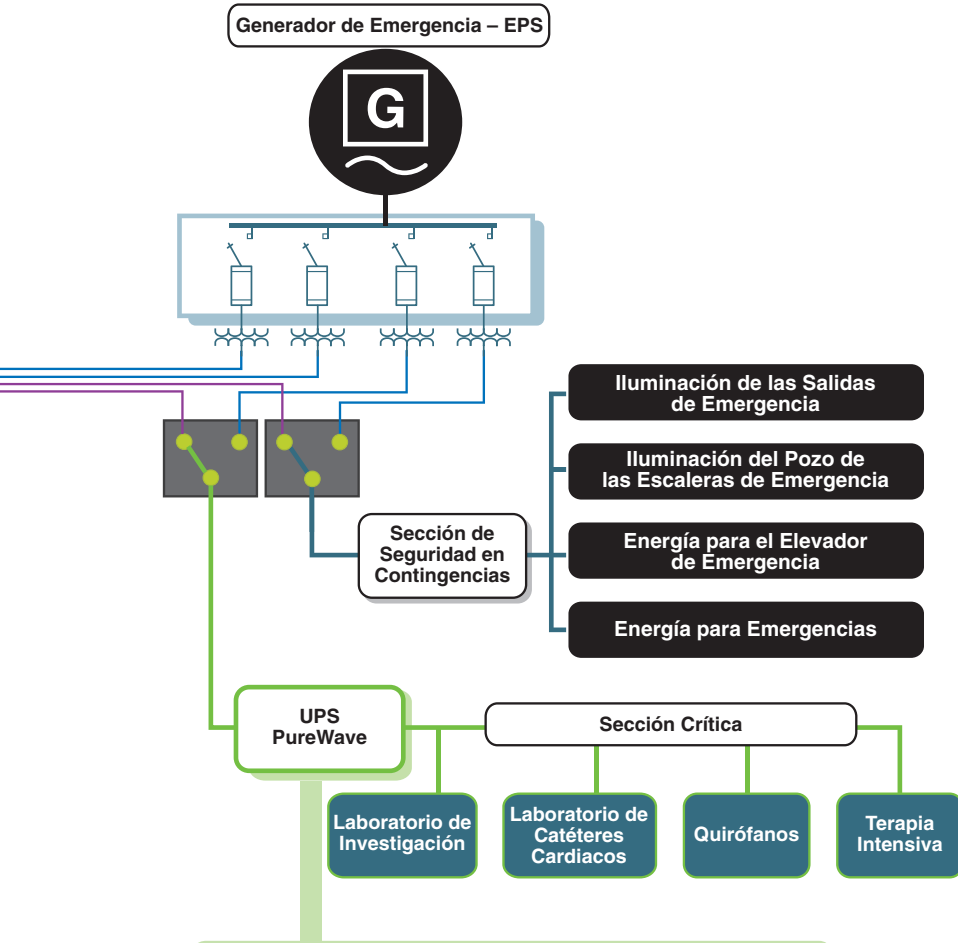 Generador de Emergencia – EPS
G
Iluminación de las Salidas
de Emergencia
Iluminación del Pozo de
las Escaleras de Emergencia
Sección de
Seguridad en
Contingencias
Energía para el Elevador
de Emergencia
Energía para Emergencias
UPS
PureWave
Sección Crítica
Laboratorio de
Investigación
Laboratorio de
Catéteres
Cardiacos
Quirófanos
Terapia
Intensiva